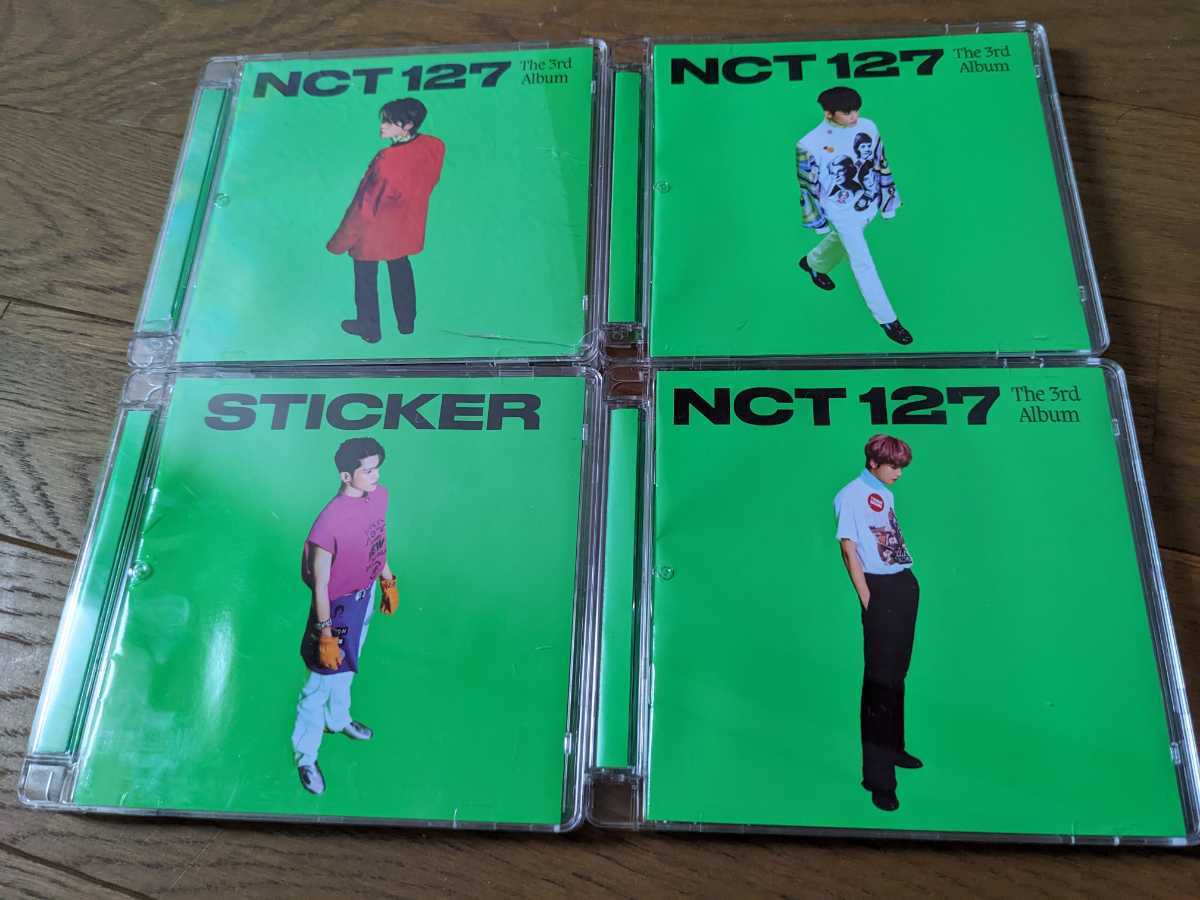 NCT 127
The 3rd
Album
NCT 127
The 3rd
Album
STICKER
NCT 127
The 3rd
Album